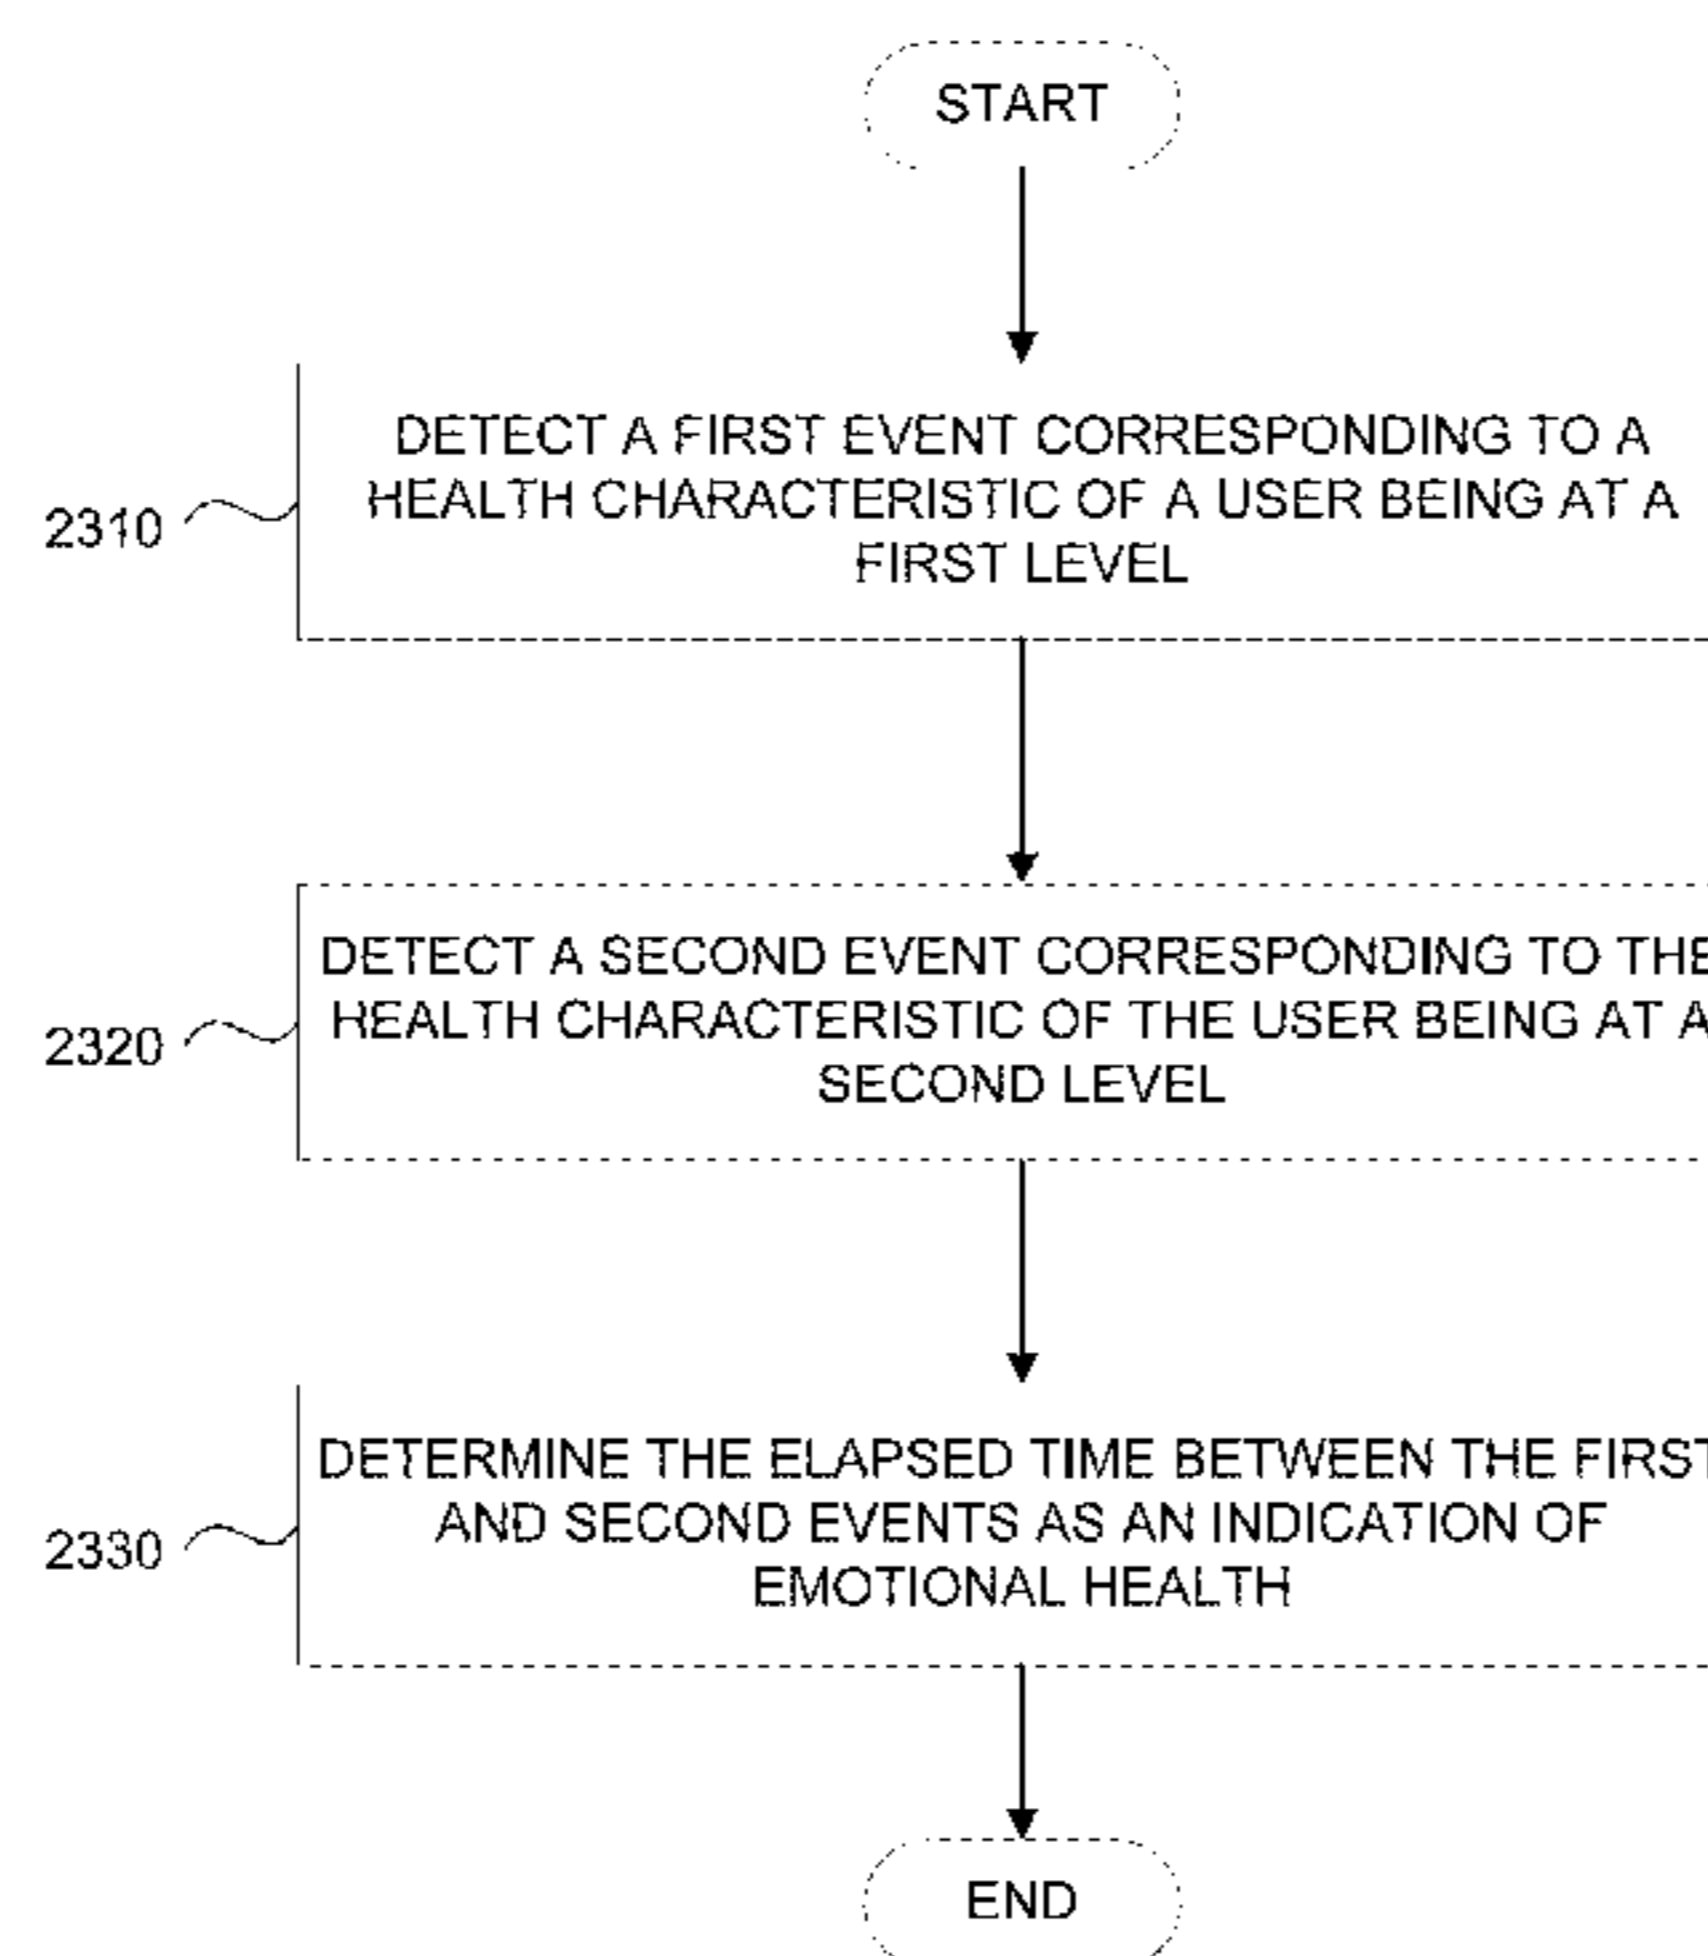 START
DETECT A FIRST EVENT CORRESPONDING TO A
HEALTH CHARACTERISTIC OF A USER BEING AT A
FIRST LEVEL
2310
DETECT A SECOND EVENT CORRESPONDING TO THE
HEALTH CHARACTERISTIC OF THE USER BEING AT A
SECOND LEVEL
2320
DETERMINE THE ELAPSED TIME BETWEEN THE FIRST
AND SECOND EVENTS AS AN INDICATION OF
EMOTIONAL HEALTH
2330
END